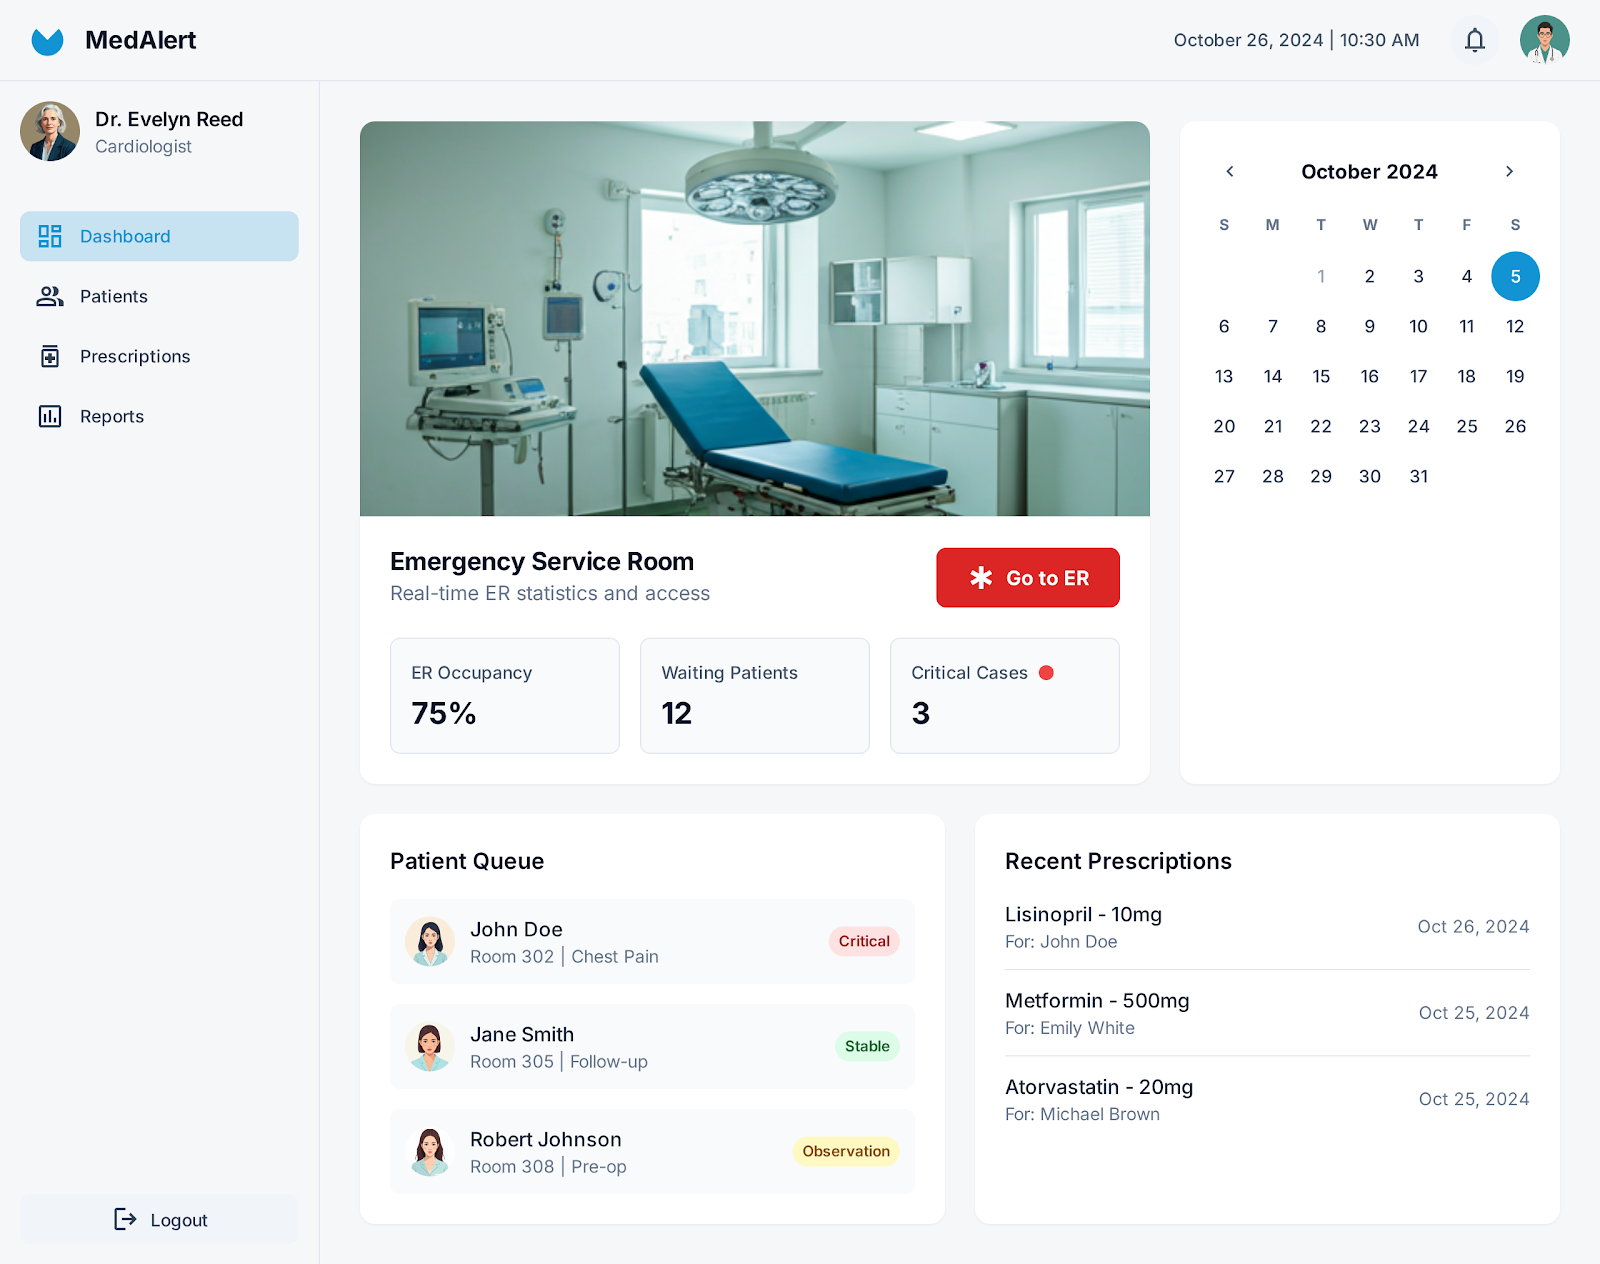 MedAlert
October 26, 2024 | 10:30 AM
Dr. Evelyn Reed
Cardiologist
Dashboard
Patients
Prescriptions
Reports
Logout
Emergency Service Room
Real-time ER statistics and access
Go to ER
ER Occupancy
75%
Waiting Patients
12
Critical Cases
3
October 2024
S M T W T F S
1 2 3 4 5
6 7 8 9 10 11 12
13 14 15 16 17 18 19
20 21 22 23 24 25 26
27 28 29 30 31
Patient Queue
John Doe
Room 302 | Chest Pain
Critical
Jane Smith
Room 305 | Follow-up
Stable
Robert Johnson
Room 308 | Pre-op
Observation
Recent Prescriptions
Lisinopril - 10mg
For: John Doe
Oct 26, 2024
Metformin - 500mg
For: Emily White
Oct 25, 2024
Atorvastatin - 20mg
For: Michael Brown
Oct 25, 2024